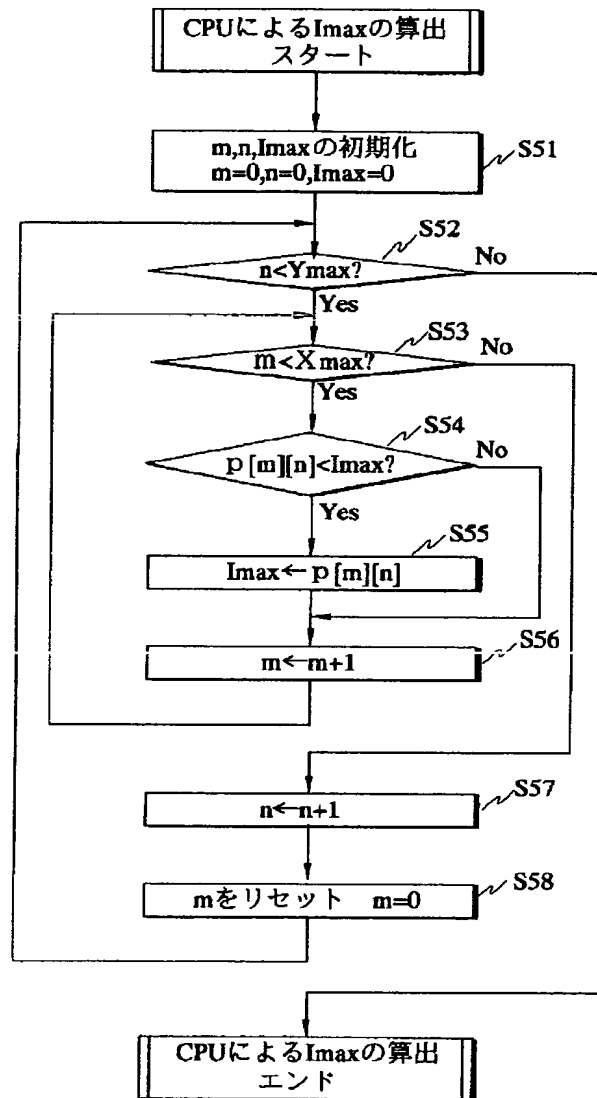 CPUによるImaxの算出
スタート
m,n,Imaxの初期化
m=0,n=0,Imax=0
S51
S52
n<Ymax?
No
Yes
S53
m<Xmax?
No
Yes
S54
p[m][n]<Imax?
No
Yes
S55
Imax←p[m][n]
S56
m←m+1
S57
n←n+1
S58
mをリセット m=0
CPUによるImaxの算出
エンド